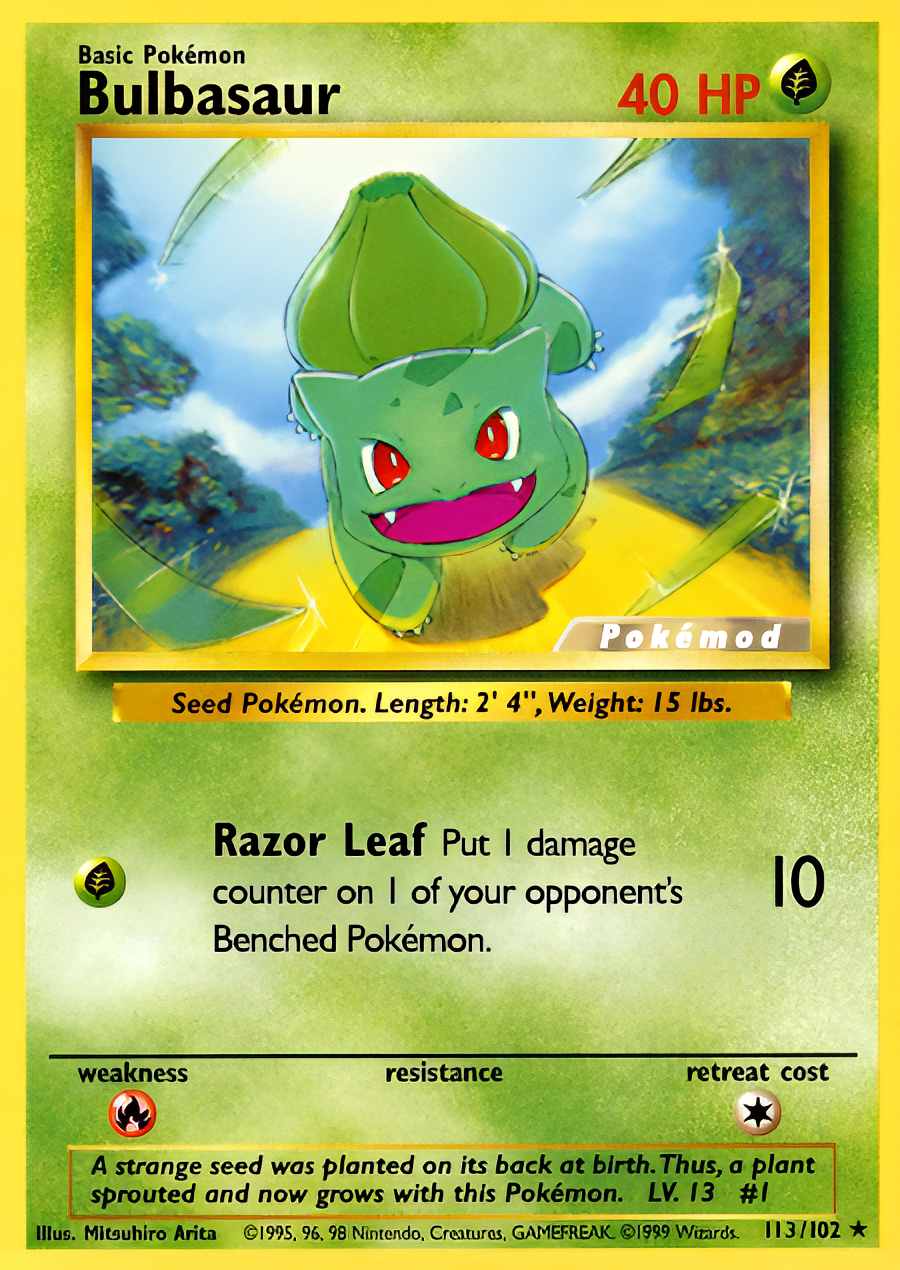 Basic Pokémon
Bulbasaur
40 HP
Pokémod
Seed Pokémon. Length: 2' 4", Weight: 15 lbs.
Razor Leaf Put 1 damage
counter on 1 of your opponent's
Benched Pokémon.
10
weakness
resistance
retreat cost
A strange seed was planted on its back at birth. Thus, a plant
sprouted and now grows with this Pokémon. LV. 13 #1
Illus. Mitsuhiro Arita ©1995, 96, 98 Nintendo, Creatures, GAMEFREAK. ©1999 Wizards. 113/102 ★